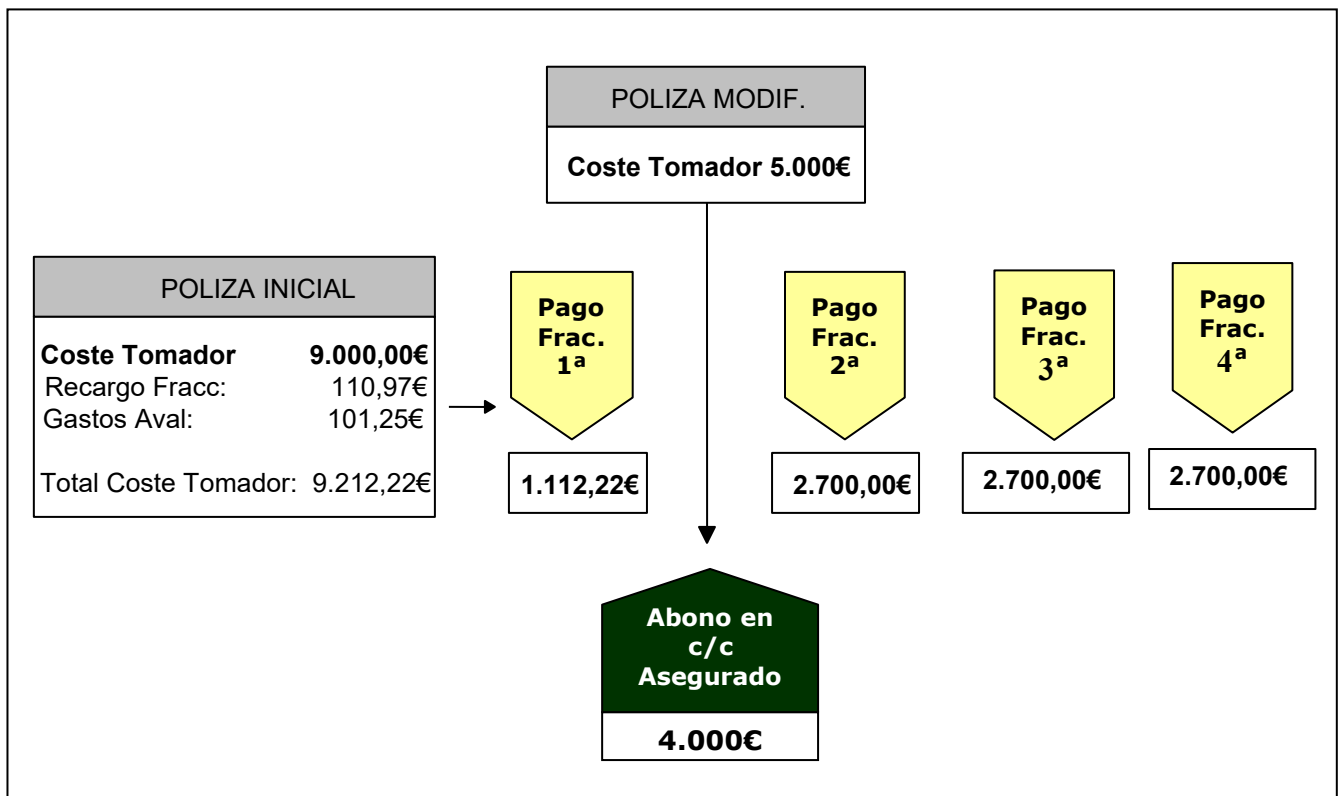 POLIZA MODIF.
Coste Tomador 5.000€
POLIZA INICIAL
Coste Tomador 9.000,00€
Recargo Fracc: 110,97€
Gastos Aval: 101,25€
Total Coste Tomador: 9.212,22€
Pago
Frac.
1ª
1.112,22€
Pago
Frac.
2ª
2.700,00€
Pago
Frac.
3ª
2.700,00€
Pago
Frac.
4ª
2.700,00€
Abono en
c/c
Asegurado
4.000€